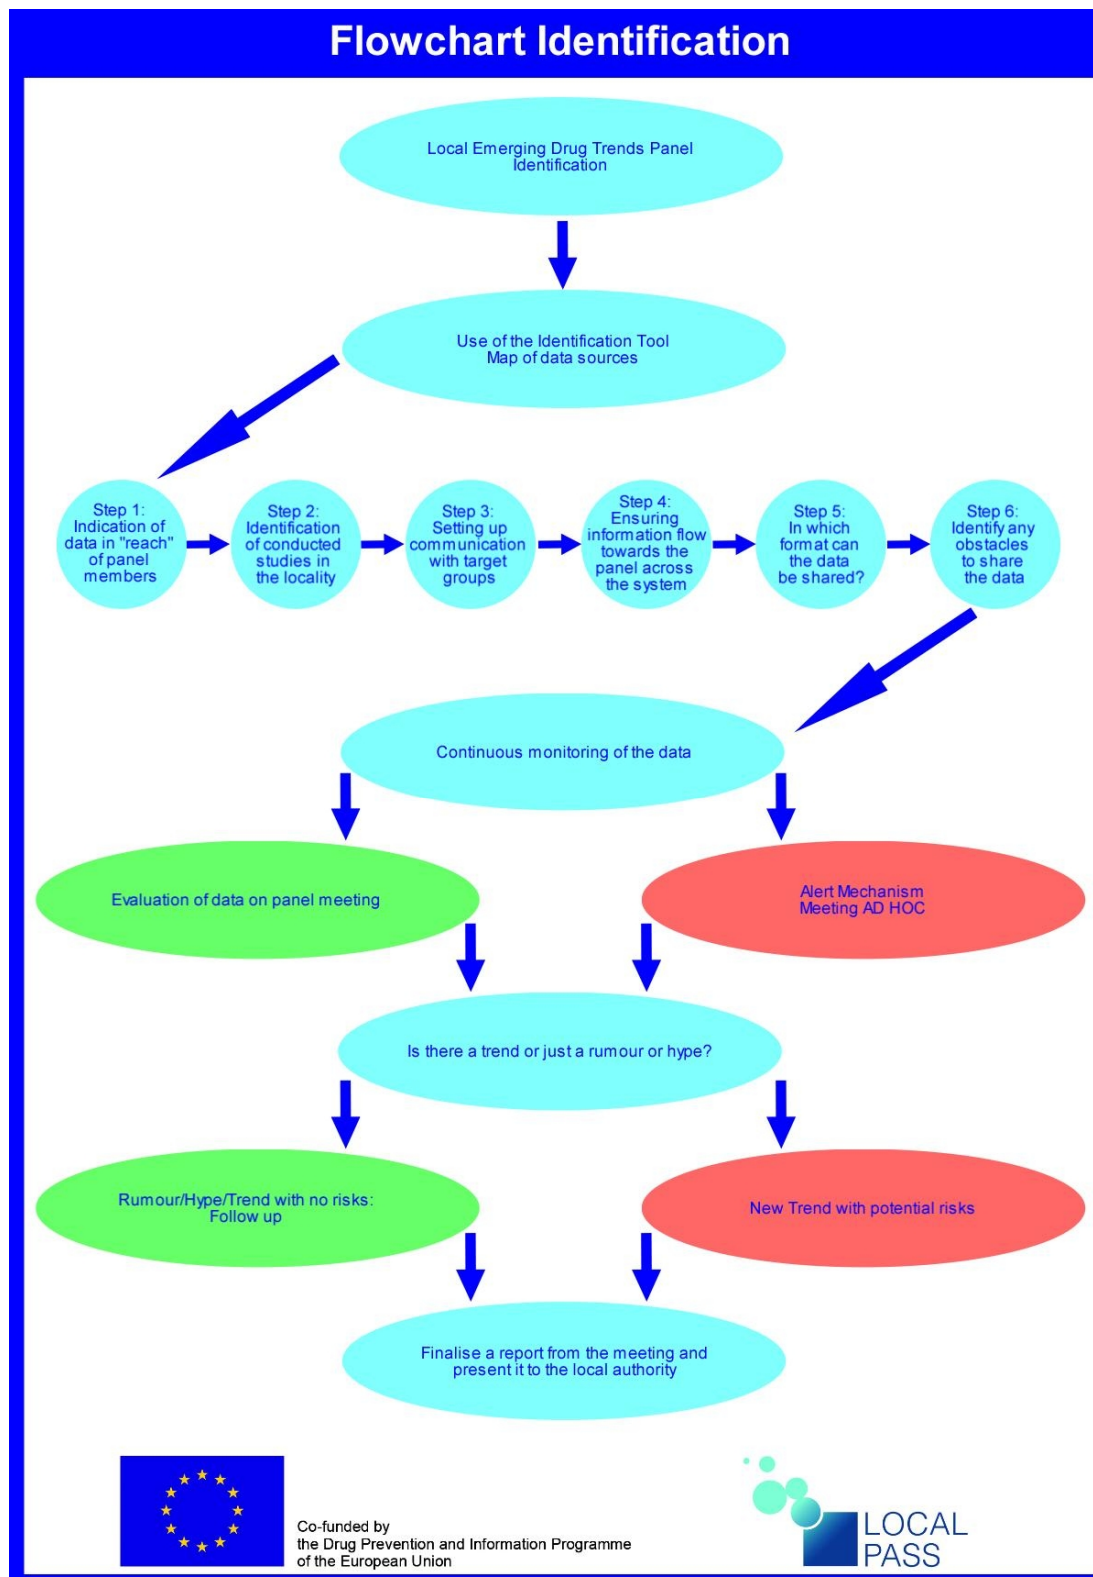 Flowchart Identification
Local Emerging Drug Trends Panel
Identification
Use of the Identification Tool
Map of data sources
Step 1:
Indication of
data in "reach"
of panel
members
Step 2:
Identification
of conducted
studies in
the locality
Step 3:
Setting up
communication
with target
groups
Step 4:
Ensuring
information flow
towards the
panel across
the system
Step 5:
In which
format can
the data
be shared?
Step 6:
Identify any
obstacles
to share
the data
Continuous monitoring of the data
Evaluation of data on panel meeting
Alert Mechanism
Meeting AD HOC
Is there a trend or just a rumour or hype?
Rumour/Hype/Trend with no risks:
Follow up
New Trend with potential risks
Finalise a report from the meeting and
present it to the local authority
Co-funded by
the Drug Prevention and Information Programme
of the European Union
LOCAL
PASS